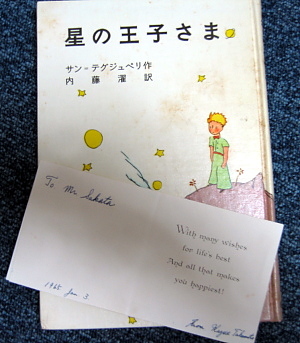 星の王子さま
サン=テグジュペリ作
内藤濯訳
To Mr. Sakata
With many wishes
for life's best
And all that makes
you happiest!
1965 Jan 3
From